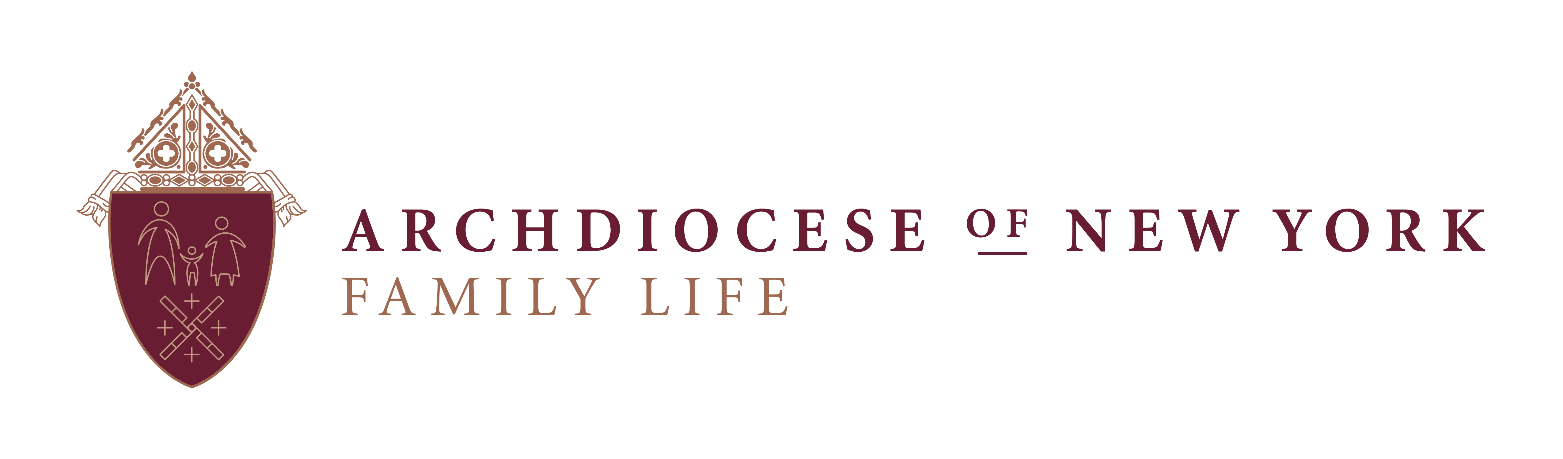 ARCHDIOCESE OF NEW YORK
FAMILY LIFE